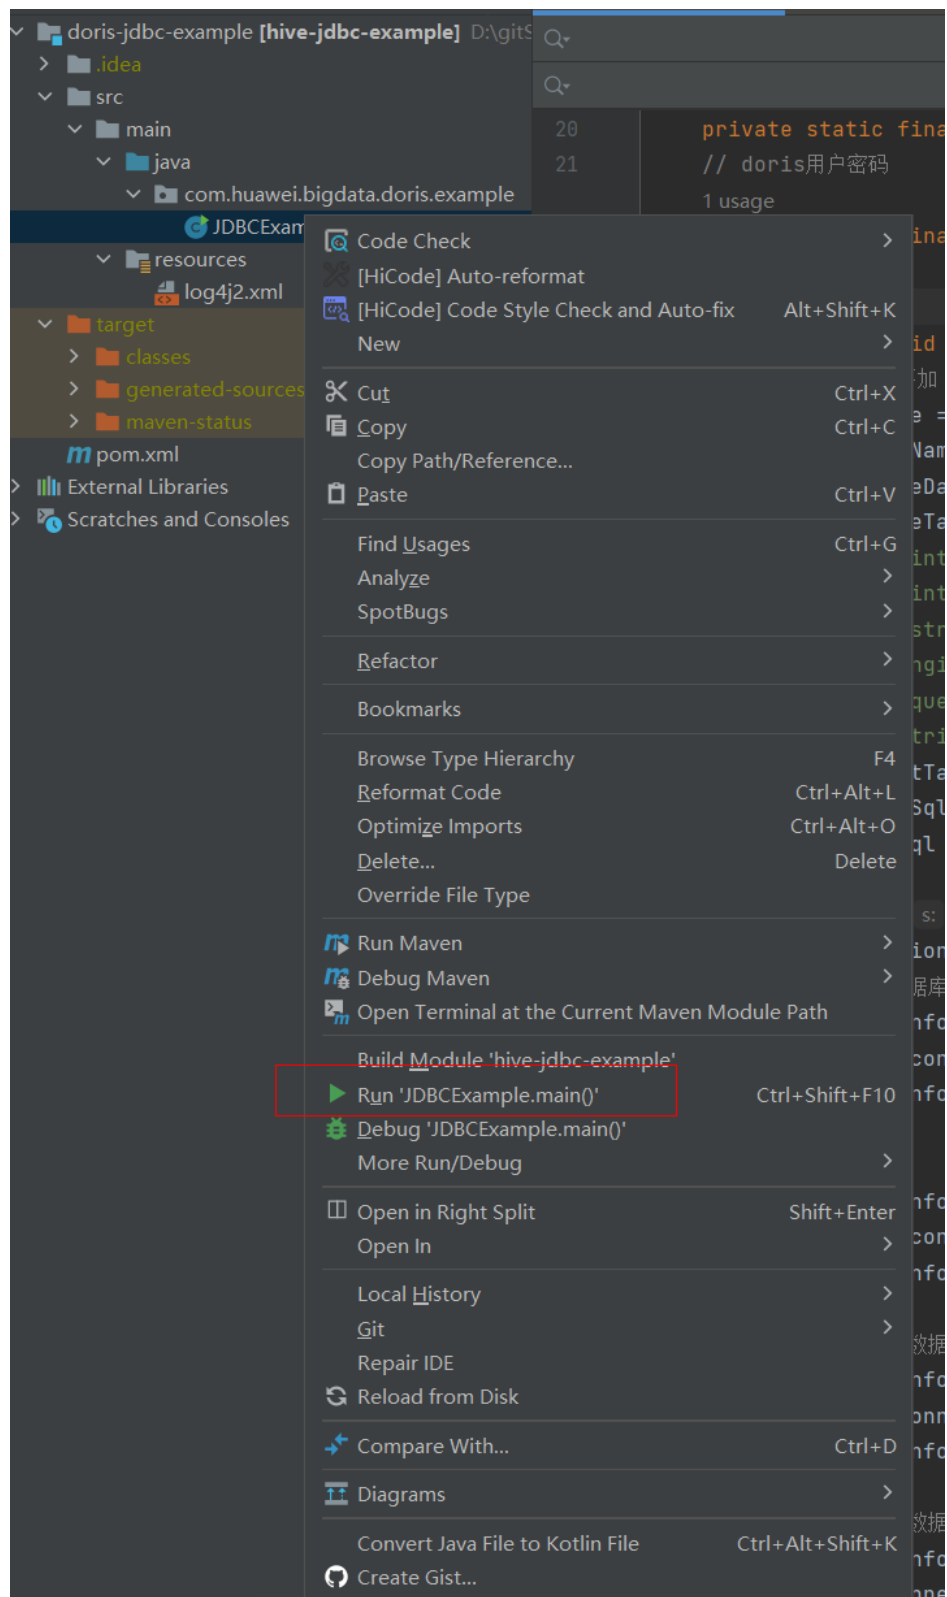 doris-jdbc-example [hive-jdbc-example] D:\gitS
.idea
src
main
java
com.huawei.bigdata.doris.example
JDBCExam
resources
log4j2.xml
target
classes
generated-sources
maven-status
pom.xml
External Libraries
Scratches and Consoles
20 private static fina
21 // doris用户密码
1 usage
Code Check
[HiCode] Auto-reformat
[HiCode] Code Style Check and Auto-fix Alt+Shift+K
New
Cut Ctrl+X
Copy Ctrl+C
Copy Path/Reference...
Paste Ctrl+V
Find Usages Ctrl+G
Analyze
SpotBugs
Refactor
Bookmarks
Browse Type Hierarchy F4
Reformat Code Ctrl+Alt+L
Optimize Imports Ctrl+Alt+O
Delete... Delete
Override File Type
Run Maven
Debug Maven
Open Terminal at the Current Maven Module Path
Build Module 'hive-jdbc-example'
Run 'JDBCExample.main()' Ctrl+Shift+F10
Debug 'JDBCExample.main()'
More Run/Debug
Open in Right Split Shift+Enter
Open In
Local History
Git
Repair IDE
Reload from Disk
Compare With... Ctrl+D
Diagrams
Convert Java File to Kotlin File Ctrl+Alt+Shift+K
Create Gist...